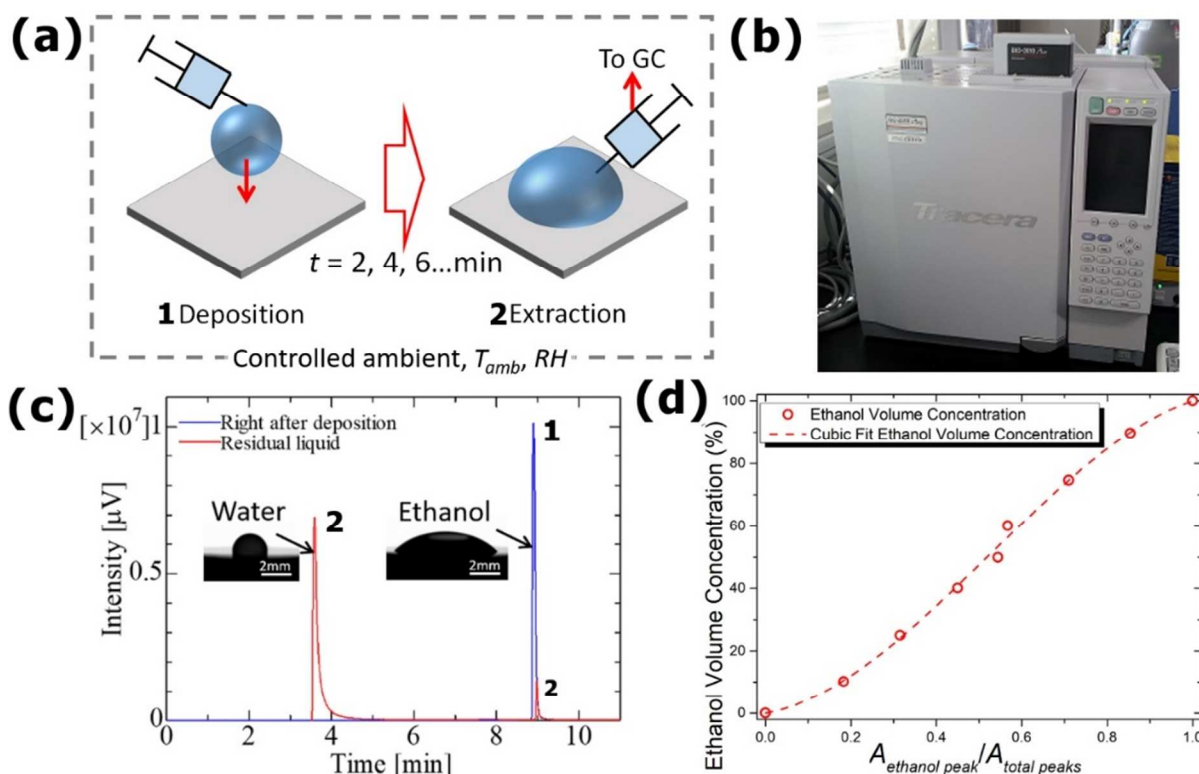 (a)
To GC
t = 2, 4, 6...min
1 Deposition
2 Extraction
Controlled ambient, Tamb, RH
(b)
Tracera
(c)
[×10⁷]1
Right after deposition
Residual liquid
1
Water
2
Ethanol
2mm
2mm
0.5
Intensity [µV]
2
0
0
2
4
6
8
10
Time [min]
(d)
Ethanol Volume Concentration
Cubic Fit Ethanol Volume Concentration
Ethanol Volume Concentration (%)
100
80
60
40
20
0
0.0
0.2
0.4
0.6
0.8
1.0
Aethanol peak/Atotal peaks